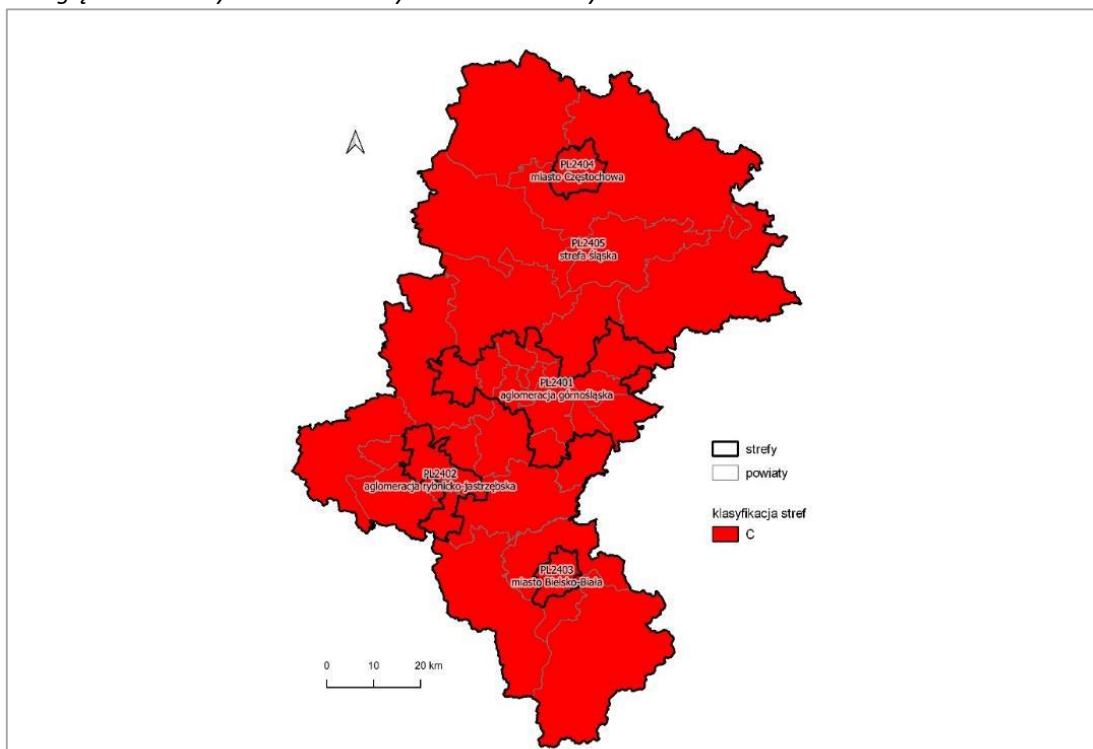 PL2404
miasto Częstochowa
PL2405
strefa śląska
PL2401
aglomeracja górnośląska
strefy
powiaty
PL2402
aglomeracja rybnicko-jastrzębska
klasyfikacja stref
C
PL2403
miasto Bielsko-Biała
0 10 20 km